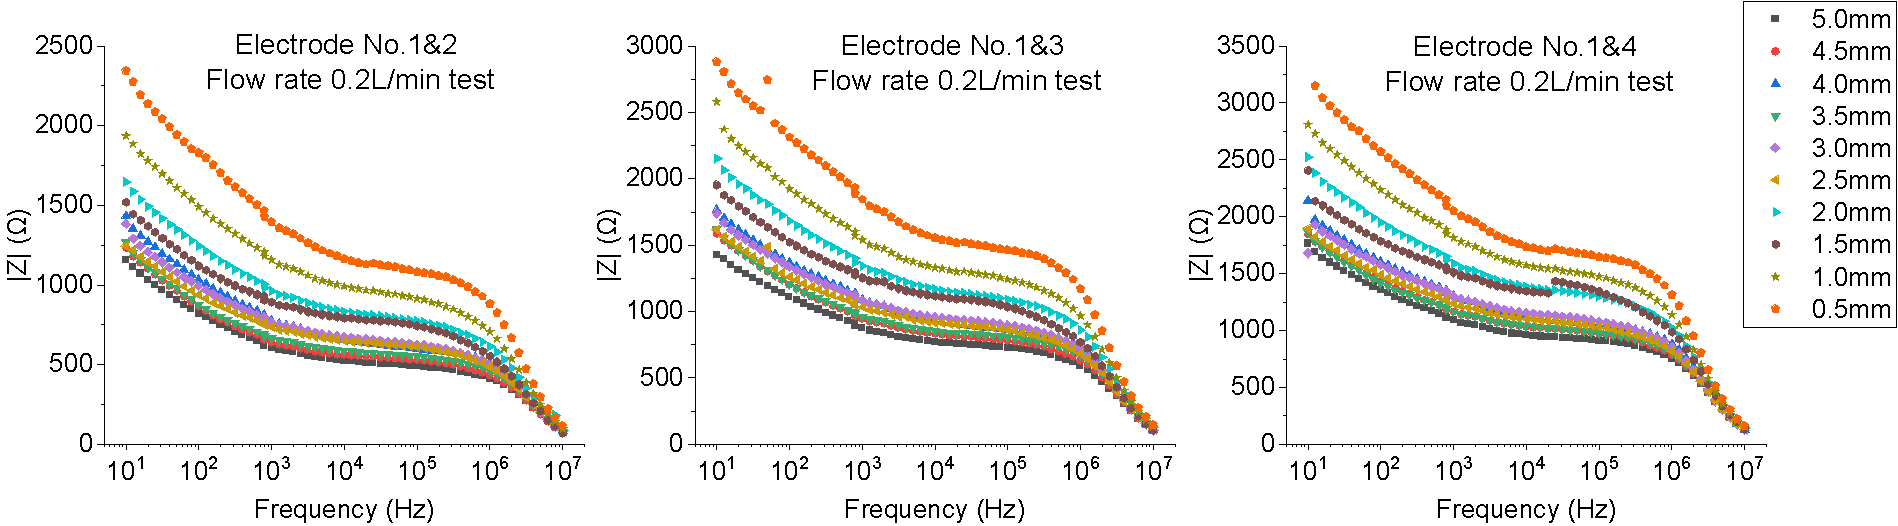 Electrode No.1&2
Flow rate 0.2L/min test
2500
2000
1500
1000
500
0
|Z| (Ω)
10¹ 10² 10³ 10⁴ 10⁵ 10⁶ 10⁷
Frequency (Hz)
Electrode No.1&3
Flow rate 0.2L/min test
3000
2500
2000
1500
1000
500
0
|Z| (Ω)
10¹ 10² 10³ 10⁴ 10⁵ 10⁶ 10⁷
Frequency (Hz)
Electrode No.1&4
Flow rate 0.2L/min test
3500
3000
2500
2000
1500
1000
500
0
|Z| (Ω)
10¹ 10² 10³ 10⁴ 10⁵ 10⁶ 10⁷
Frequency (Hz)
5.0mm
4.5mm
4.0mm
3.5mm
3.0mm
2.5mm
2.0mm
1.5mm
1.0mm
0.5mm